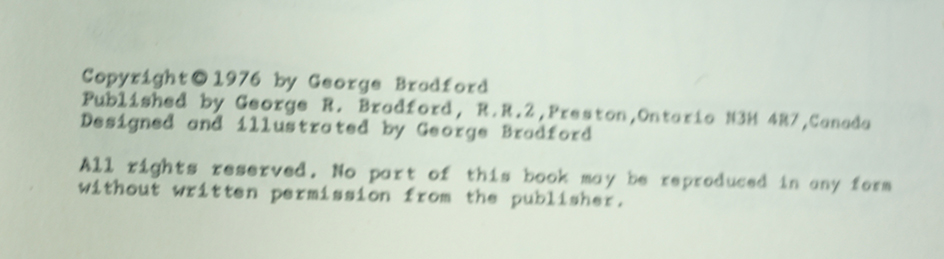 Copyright © 1976 by George Bradford
Published by George R. Bradford, R.R.2,Preston,Ontario N3H 4R7,Canada
Designed and illustrated by George Bradford
All rights reserved. No part of this book may be reproduced in any form
without written permission from the publisher.